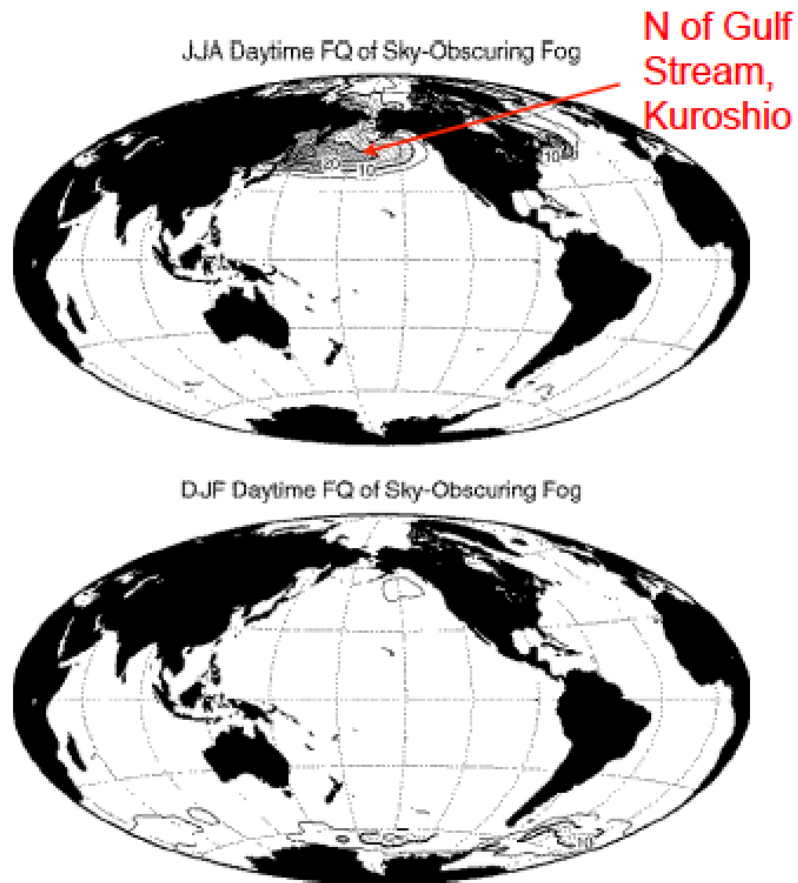 N of Gulf
Stream,
Kuroshio
JJA Daytime FQ of Sky-Obscuring Fog
10
20
10
DJF Daytime FQ of Sky-Obscuring Fog
10